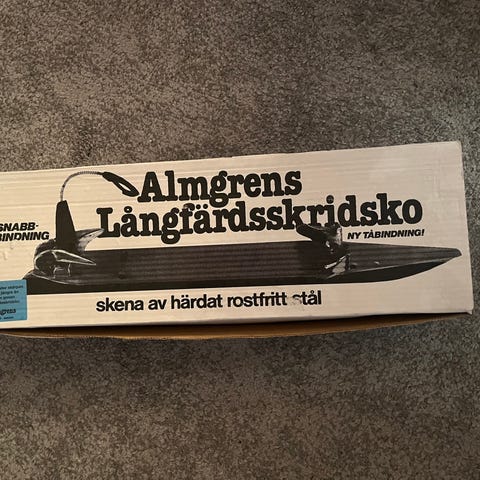 Almgrens
Långfärdsskridsko
SNABB-
BINDNING
NY TÅBINDNING!
skena av härdat rostfritt stål